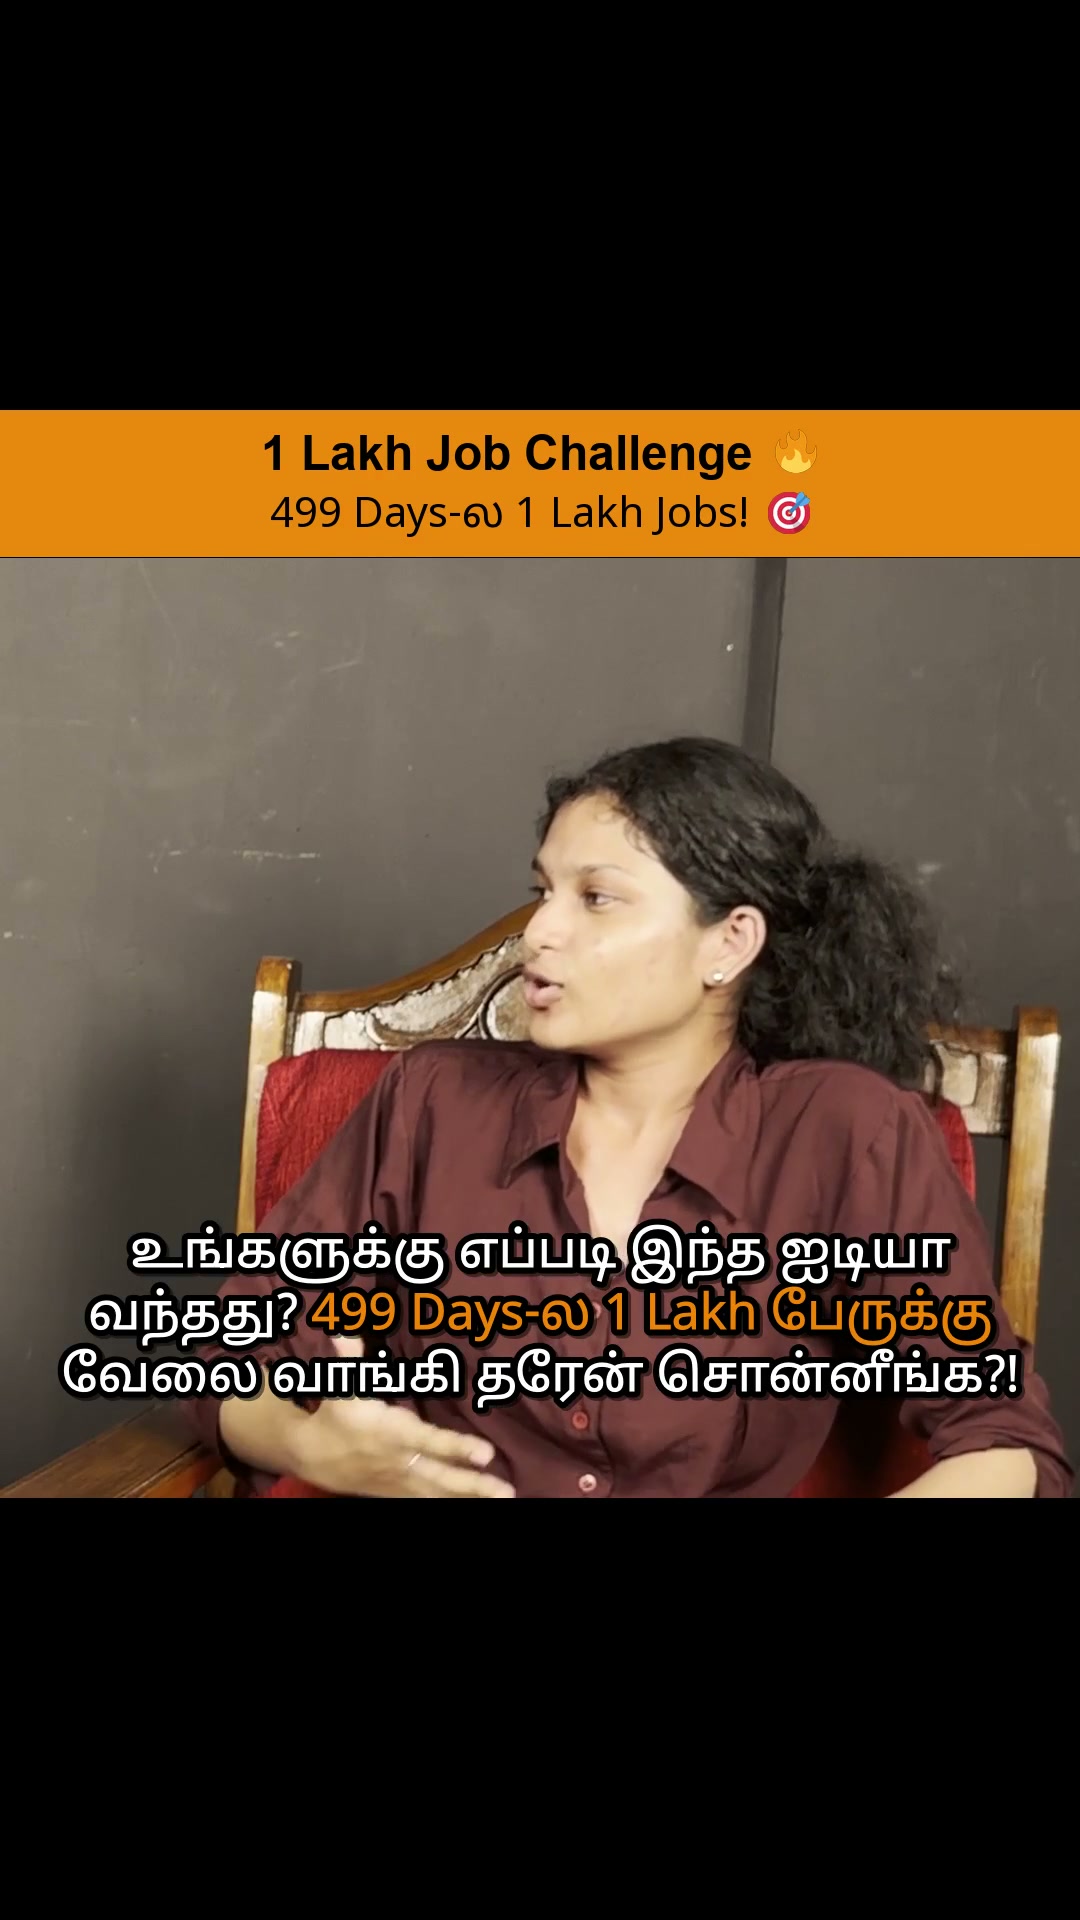 1 Lakh Job Challenge 🔥
499 Days-ல 1 Lakh Jobs! 🎯
உங்களுக்கு எப்படி இந்த ஐடியா
வந்தது? 499 Days-ல 1 Lakh பேருக்கு
வேலை வாங்கி தரேன் சொன்னீங்க?!